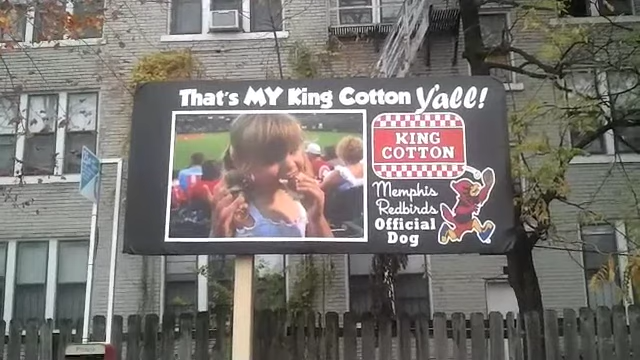 That's MY King Cotton Yall!
KING
COTTON
Memphis
Redbirds
Official
Dog